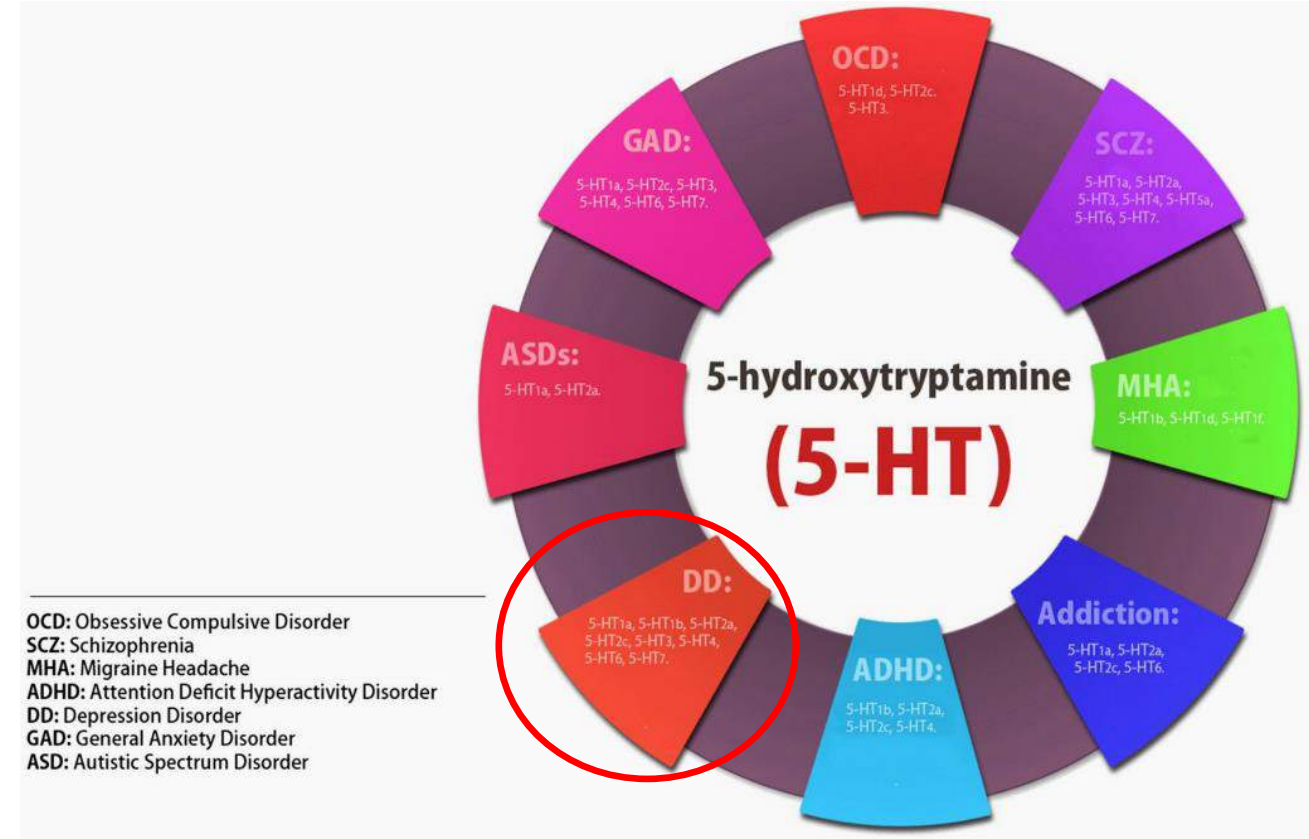 OCD:
5-HT1d, 5-HT2c.
5-HT3.
SCZ:
5-HT1a, 5-HT2a,
5-HT3, 5-HT4, 5-HT5a,
5-HT6, 5-HT7.
MHA:
5-HT1b, 5-HT1d, 5-HT1f.
Addiction:
5-HT1a, 5-HT2a,
5-HT2c, 5-HT6.
ADHD:
5-HT1b, 5-HT2a,
5-HT2c, 5-HT4.
DD:
5-HT1a, 5-HT1b, 5-HT2a,
5-HT2c, 5-HT3, 5-HT4,
5-HT6, 5-HT7.
ASDs:
5-HT1a, 5-HT2a.
GAD:
5-HT1a, 5-HT2c, 5-HT3,
5-HT4, 5-HT6, 5-HT7.
5-hydroxytryptamine
(5-HT)
OCD: Obsessive Compulsive Disorder
SCZ: Schizophrenia
MHA: Migraine Headache
ADHD: Attention Deficit Hyperactivity Disorder
DD: Depression Disorder
GAD: General Anxiety Disorder
ASD: Autistic Spectrum Disorder